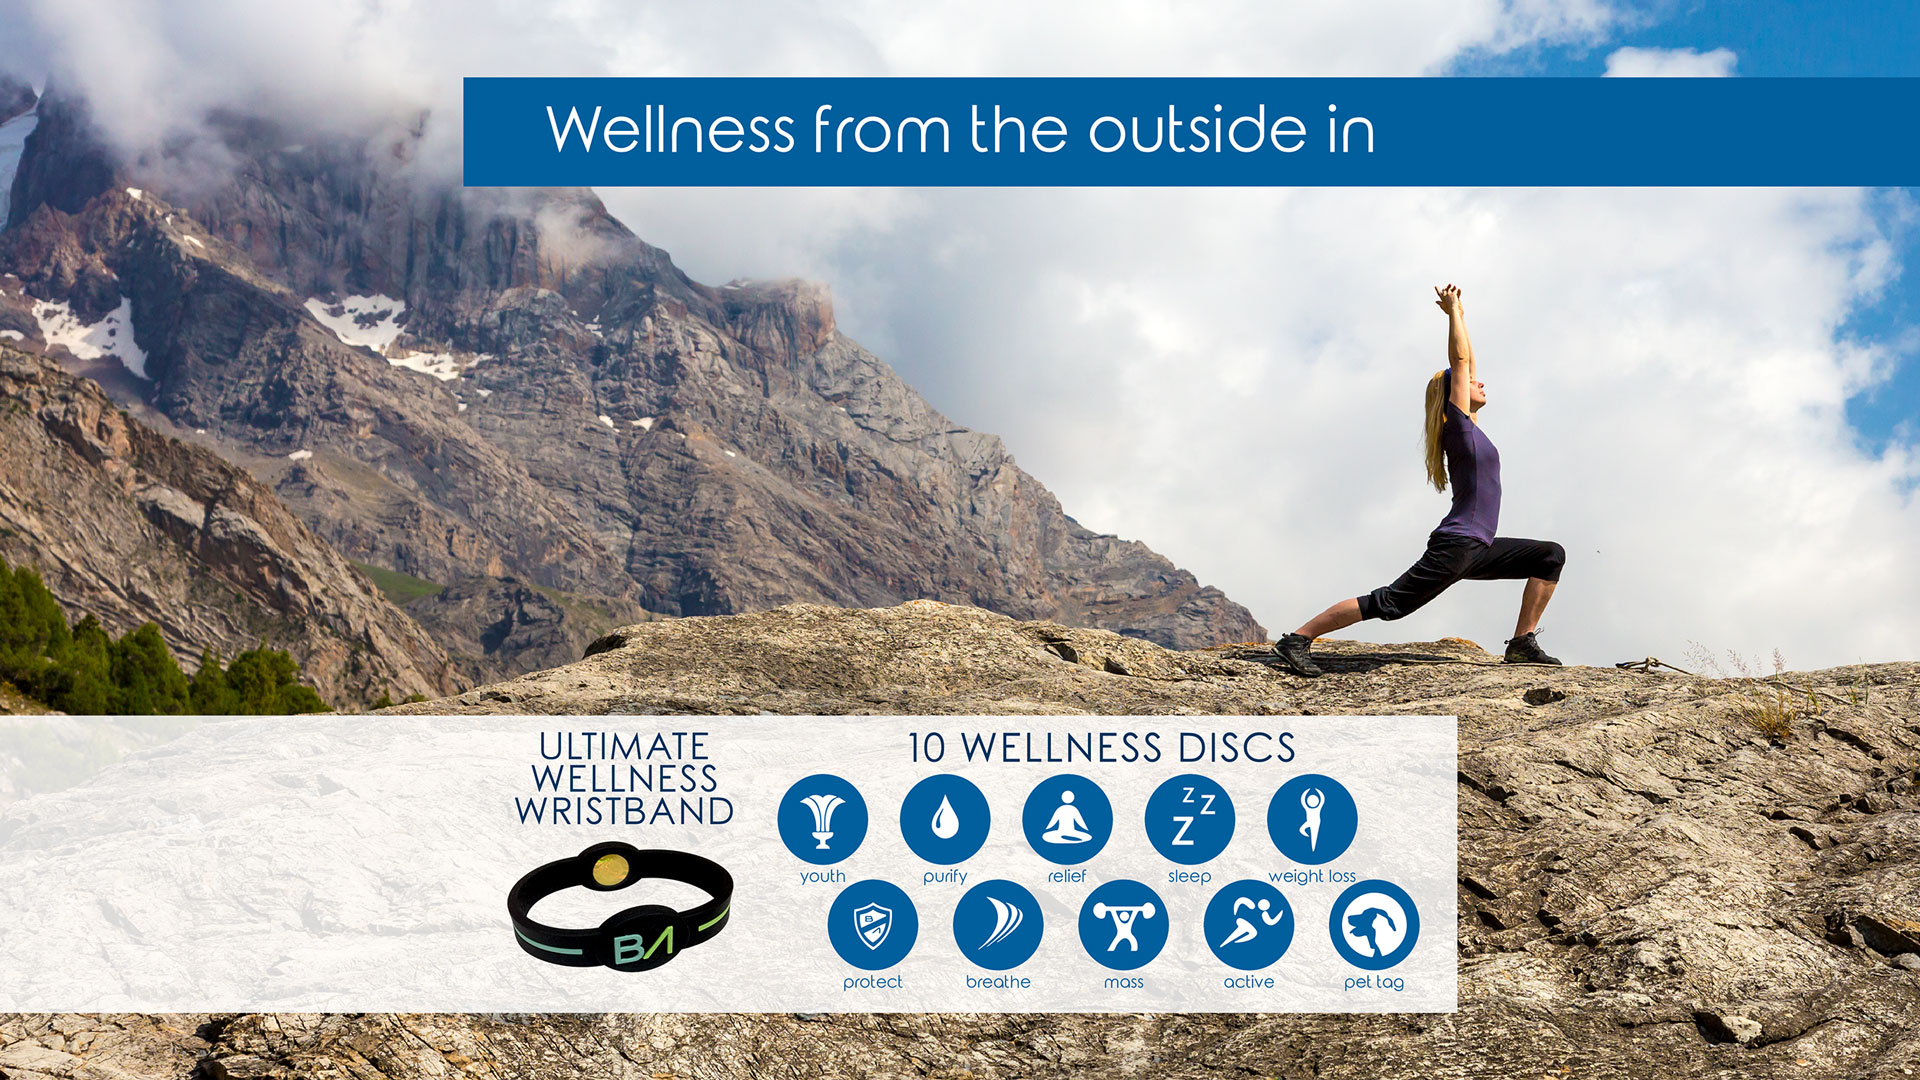 Wellness from the outside in
ULTIMATE
WELLNESS
WRISTBAND
BA
10 WELLNESS DISCS
z z
z
youth purify relief sleep weight loss
B
A
protect breathe mass active pet tag